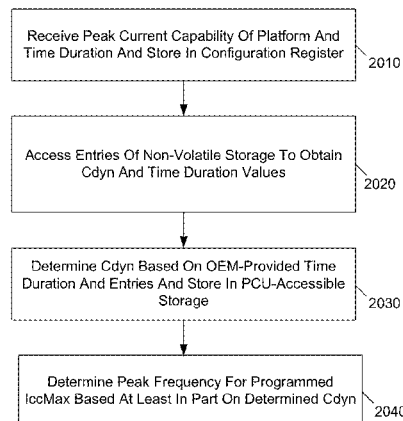 Receive Peak Current Capability Of Platform And
Time Duration And Store In Configuration Register
2010
Access Entries Of Non-Volatile Storage To Obtain
Cdyn And Time Duration Values
2020
Determine Cdyn Based On OEM-Provided Time
Duration And Entries And Store In PCU-Accessible
Storage
2030
Determine Peak Frequency For Programmed
IccMax Based At Least In Part On Determined Cdyn
2040